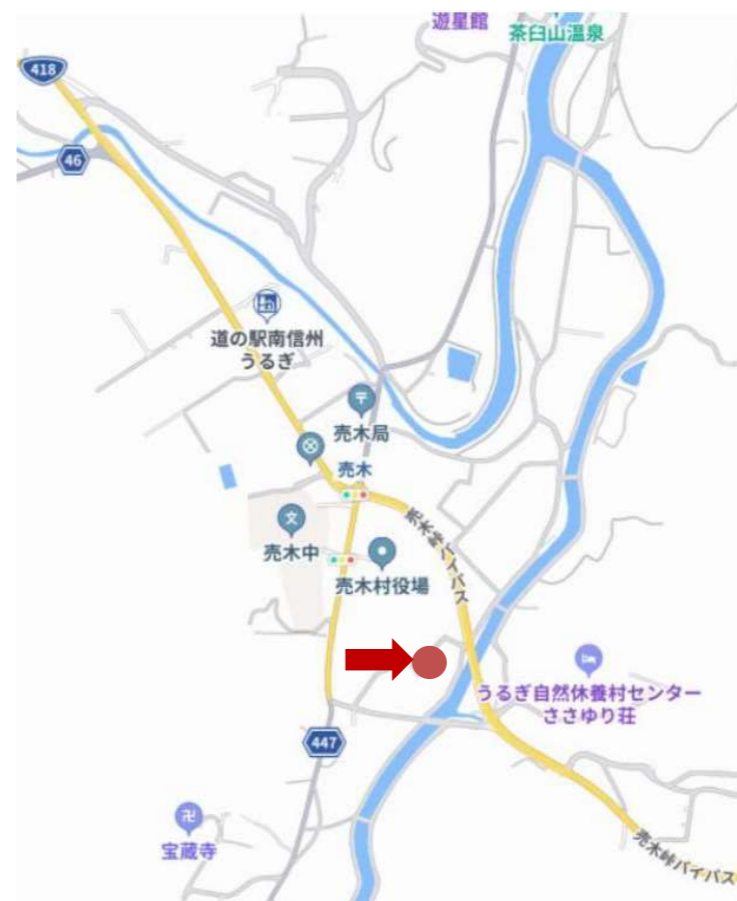 遊星館
茶臼山温泉
418
46
道の駅南信州
うるぎ
売木局
売木
文
売木中
売木峠バイパス
売木村役場
うるぎ自然休養村センター
ささゆり荘
447
宝蔵寺
売木峠バイパス